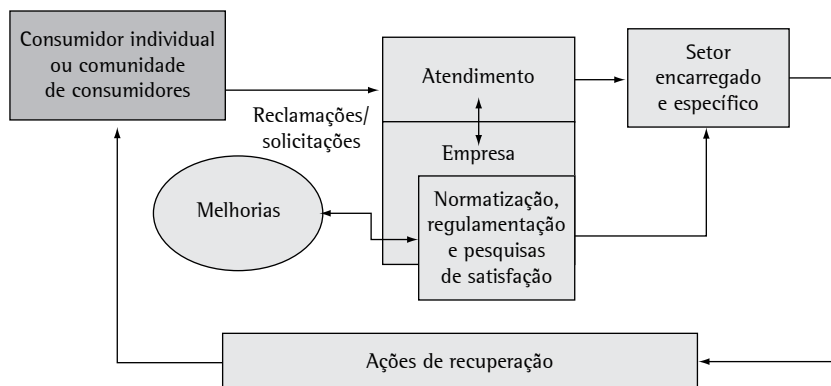 Consumidor individual
ou comunidade
de consumidores
Reclamações/
solicitações
Atendimento
Empresa
Setor
encarregado
e específico
Melhorias
Normatização,
regulamentação
e pesquisas
de satisfação
Ações de recuperação